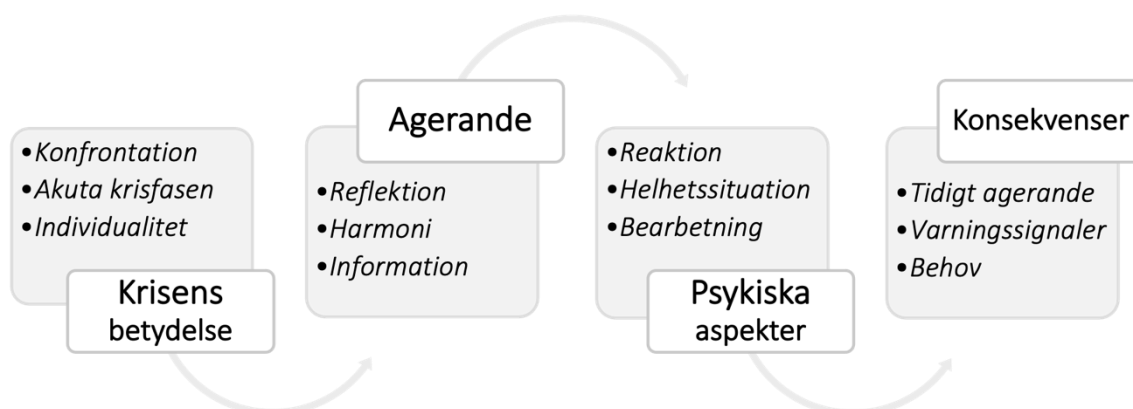 •Konfrontation
•Akuta krisfasen
•Individualitet
Krisens
betydelse
Agerande
•Reflektion
•Harmoni
•Information
•Reaktion
•Helhetssituation
•Bearbetning
Psykiska
aspekter
Konsekvenser
•Tidigt agerande
•Varningssignaler
•Behov